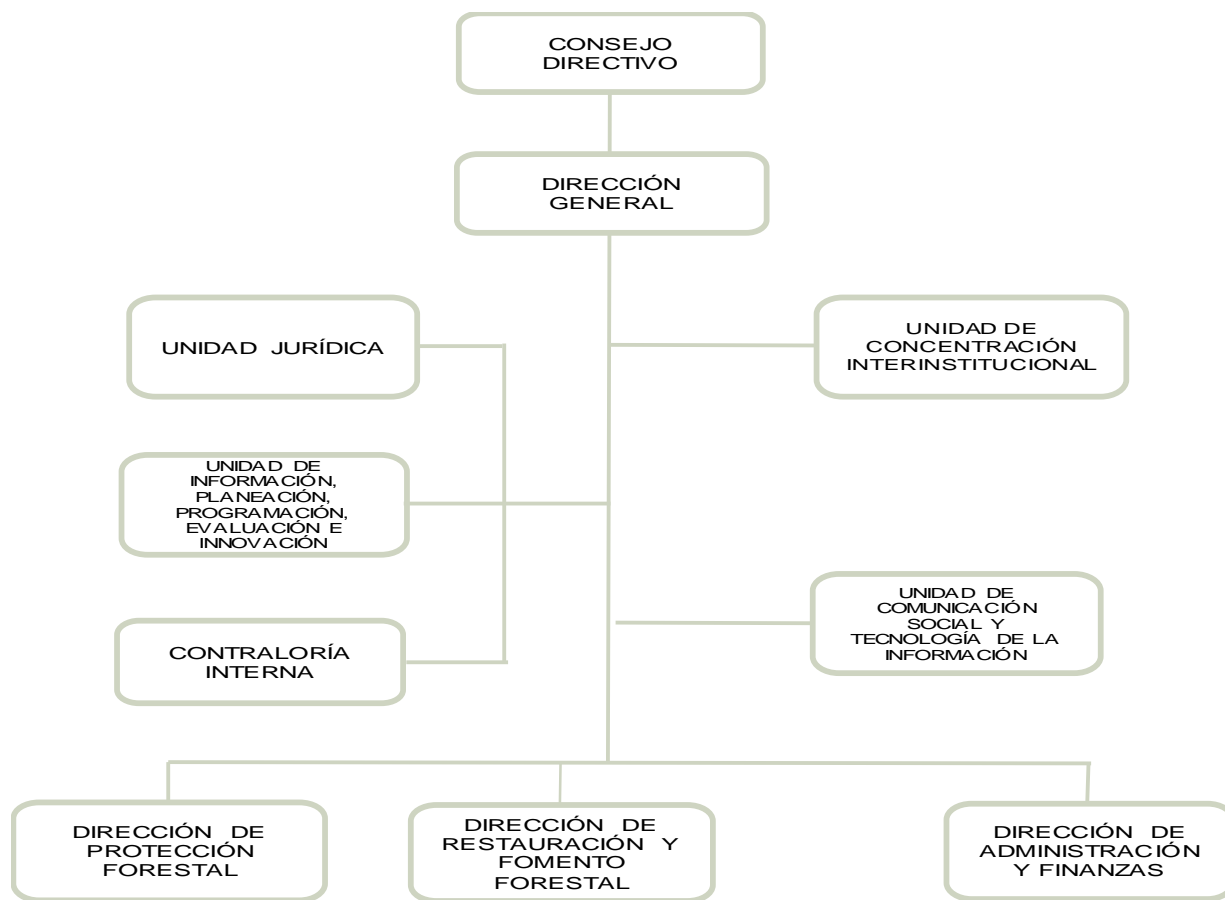 CONSEJO
DIRECTIVO
DIRECCIÓN
GENERAL
UNIDAD JURÍDICA
UNIDAD DE
CONCENTRACIÓN
INTERINSTITUCIONAL
UNIDAD DE
INFORMACIÓN,
PLANEACIÓN,
PROGRAMACIÓN,
EVALUACIÓN E
INNOVACIÓN
UNIDAD DE
COMUNICACIÓN
SOCIAL Y
TECNOLOGÍA DE LA
INFORMACIÓN
CONTRALORÍA
INTERNA
DIRECCIÓN DE
PROTECCIÓN
FORESTAL
DIRECCIÓN DE
RESTAURACIÓN Y
FOMENTO
FORESTAL
DIRECCIÓN DE
ADMINISTRACIÓN
Y FINANZAS